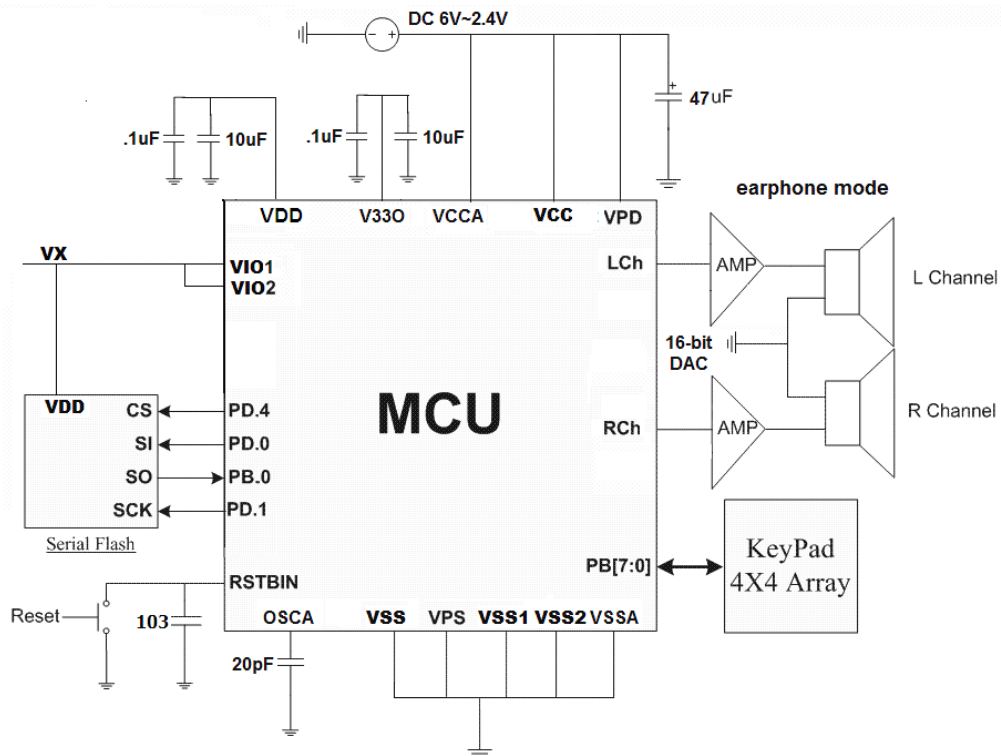 DC 6V~2.4V
47uF
.1uF
10uF
.1uF
10uF
earphone mode
VDD
V33O
VCCA
VCC
VPD
VX
VIO1
VIO2
LCh
AMP
L Channel
16-bit
DAC
MCU
VDD
CS
PD.4
SI
PD.0
SO
PB.0
SCK
PD.1
Serial Flash
RCh
AMP
R Channel
PB[7:0]
KeyPad
4X4 Array
RSTBIN
Reset
103
OSCA
VSS
VPS
VSS1
VSS2
VSSA
20pF